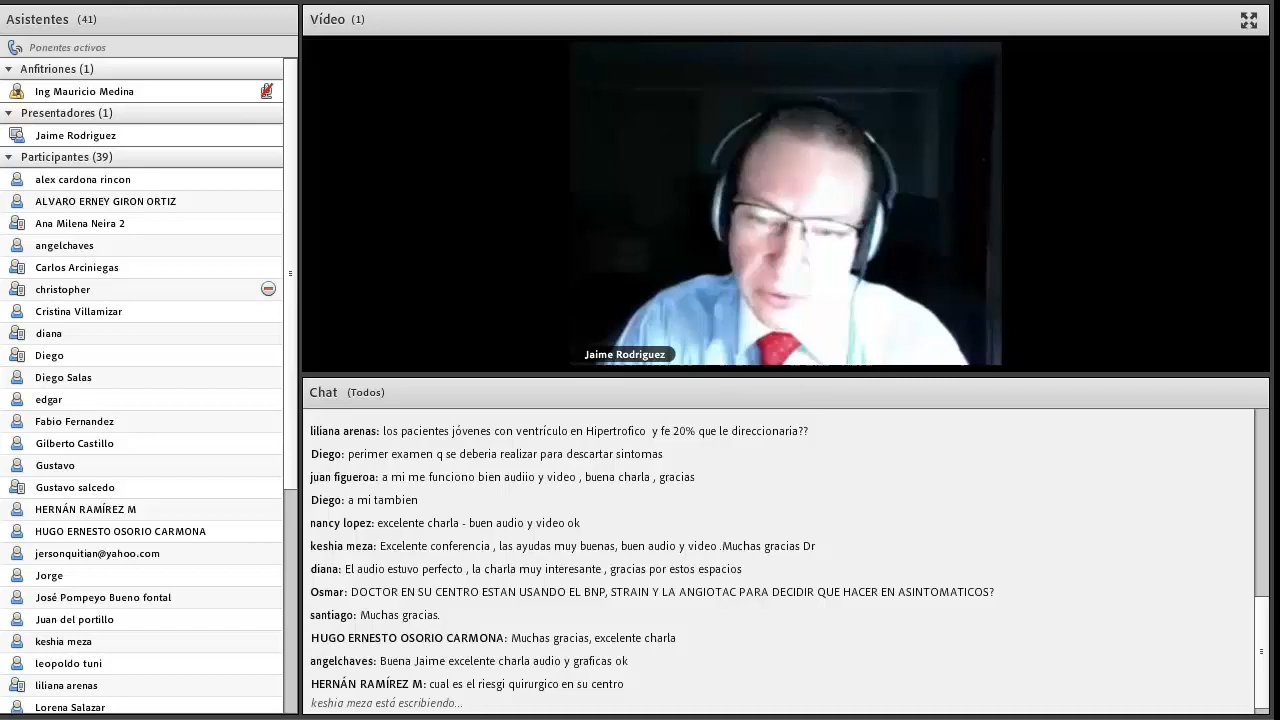 Asistentes (41)
Ponentes activos
Anfitriones (1)
Ing Mauricio Medina
Presentadores (1)
Jaime Rodriguez
Participantes (39)
alex cardona rincon
ALVARO ERNEY GIRON ORTIZ
Ana Milena Neira 2
angelchaves
Carlos Arciniegas
christopher
Cristina Villamizar
diana
Diego
Diego Salas
edgar
Fabio Fernandez
Gilberto Castillo
Gustavo
Gustavo salcedo
HERNÁN RAMÍREZ M
HUGO ERNESTO OSORIO CARMONA
jersonquitian@yahoo.com
Jorge
José Pompeyo Bueno fontal
Juan del portillo
keshia meza
leopoldo tuni
liliana arenas
Lorena Salazar
Vídeo (1)
Jaime Rodriguez
Chat (Todos)
liliana arenas: los pacientes jóvenes con ventrículo en Hipertrofico y fe 20% que le direccionaria??
Diego: perimer examen q se deberia realizar para descartar sintomas
juan figueroa: a mi me funciono bien audiio y video , buena charla , gracias
Diego: a mi tambien
nancy lopez: excelente charla - buen audio y video ok
keshia meza: Excelente conferencia , las ayudas muy buenas, buen audio y video .Muchas gracias Dr
diana: El audio estuvo perfecto , la charla muy interesante , gracias por estos espacios
Osmar: DOCTOR EN SU CENTRO ESTAN USANDO EL BNP, STRAIN Y LA ANGIOTAC PARA DECIDIR QUE HACER EN ASINTOMATICOS?
santiago: Muchas gracias.
HUGO ERNESTO OSORIO CARMONA: Muchas gracias, excelente charla
angelchaves: Buena Jaime excelente charla audio y graficas ok
HERNÁN RAMÍREZ M: cual es el riesgi quirurgico en su centro
keshia meza está escribiendo...